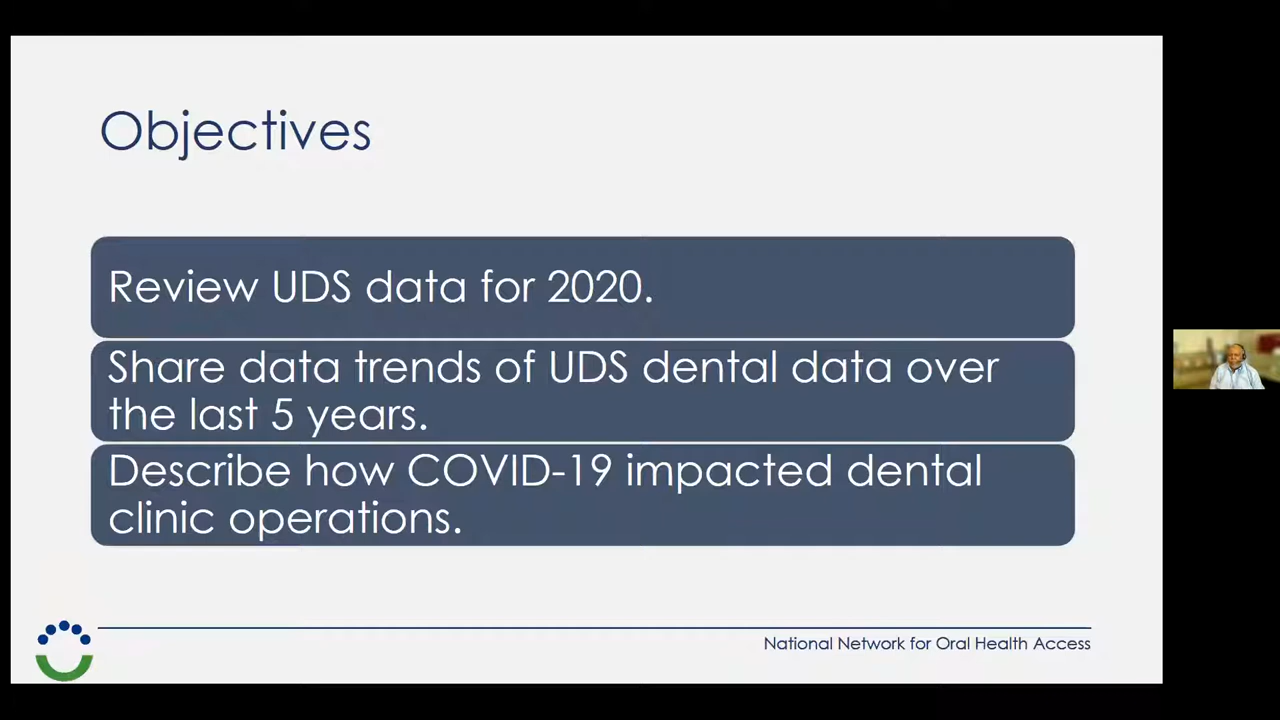 Objectives
Review UDS data for 2020.
Share data trends of UDS dental data over
the last 5 years.
Describe how COVID-19 impacted dental
clinic operations.
National Network for Oral Health Access